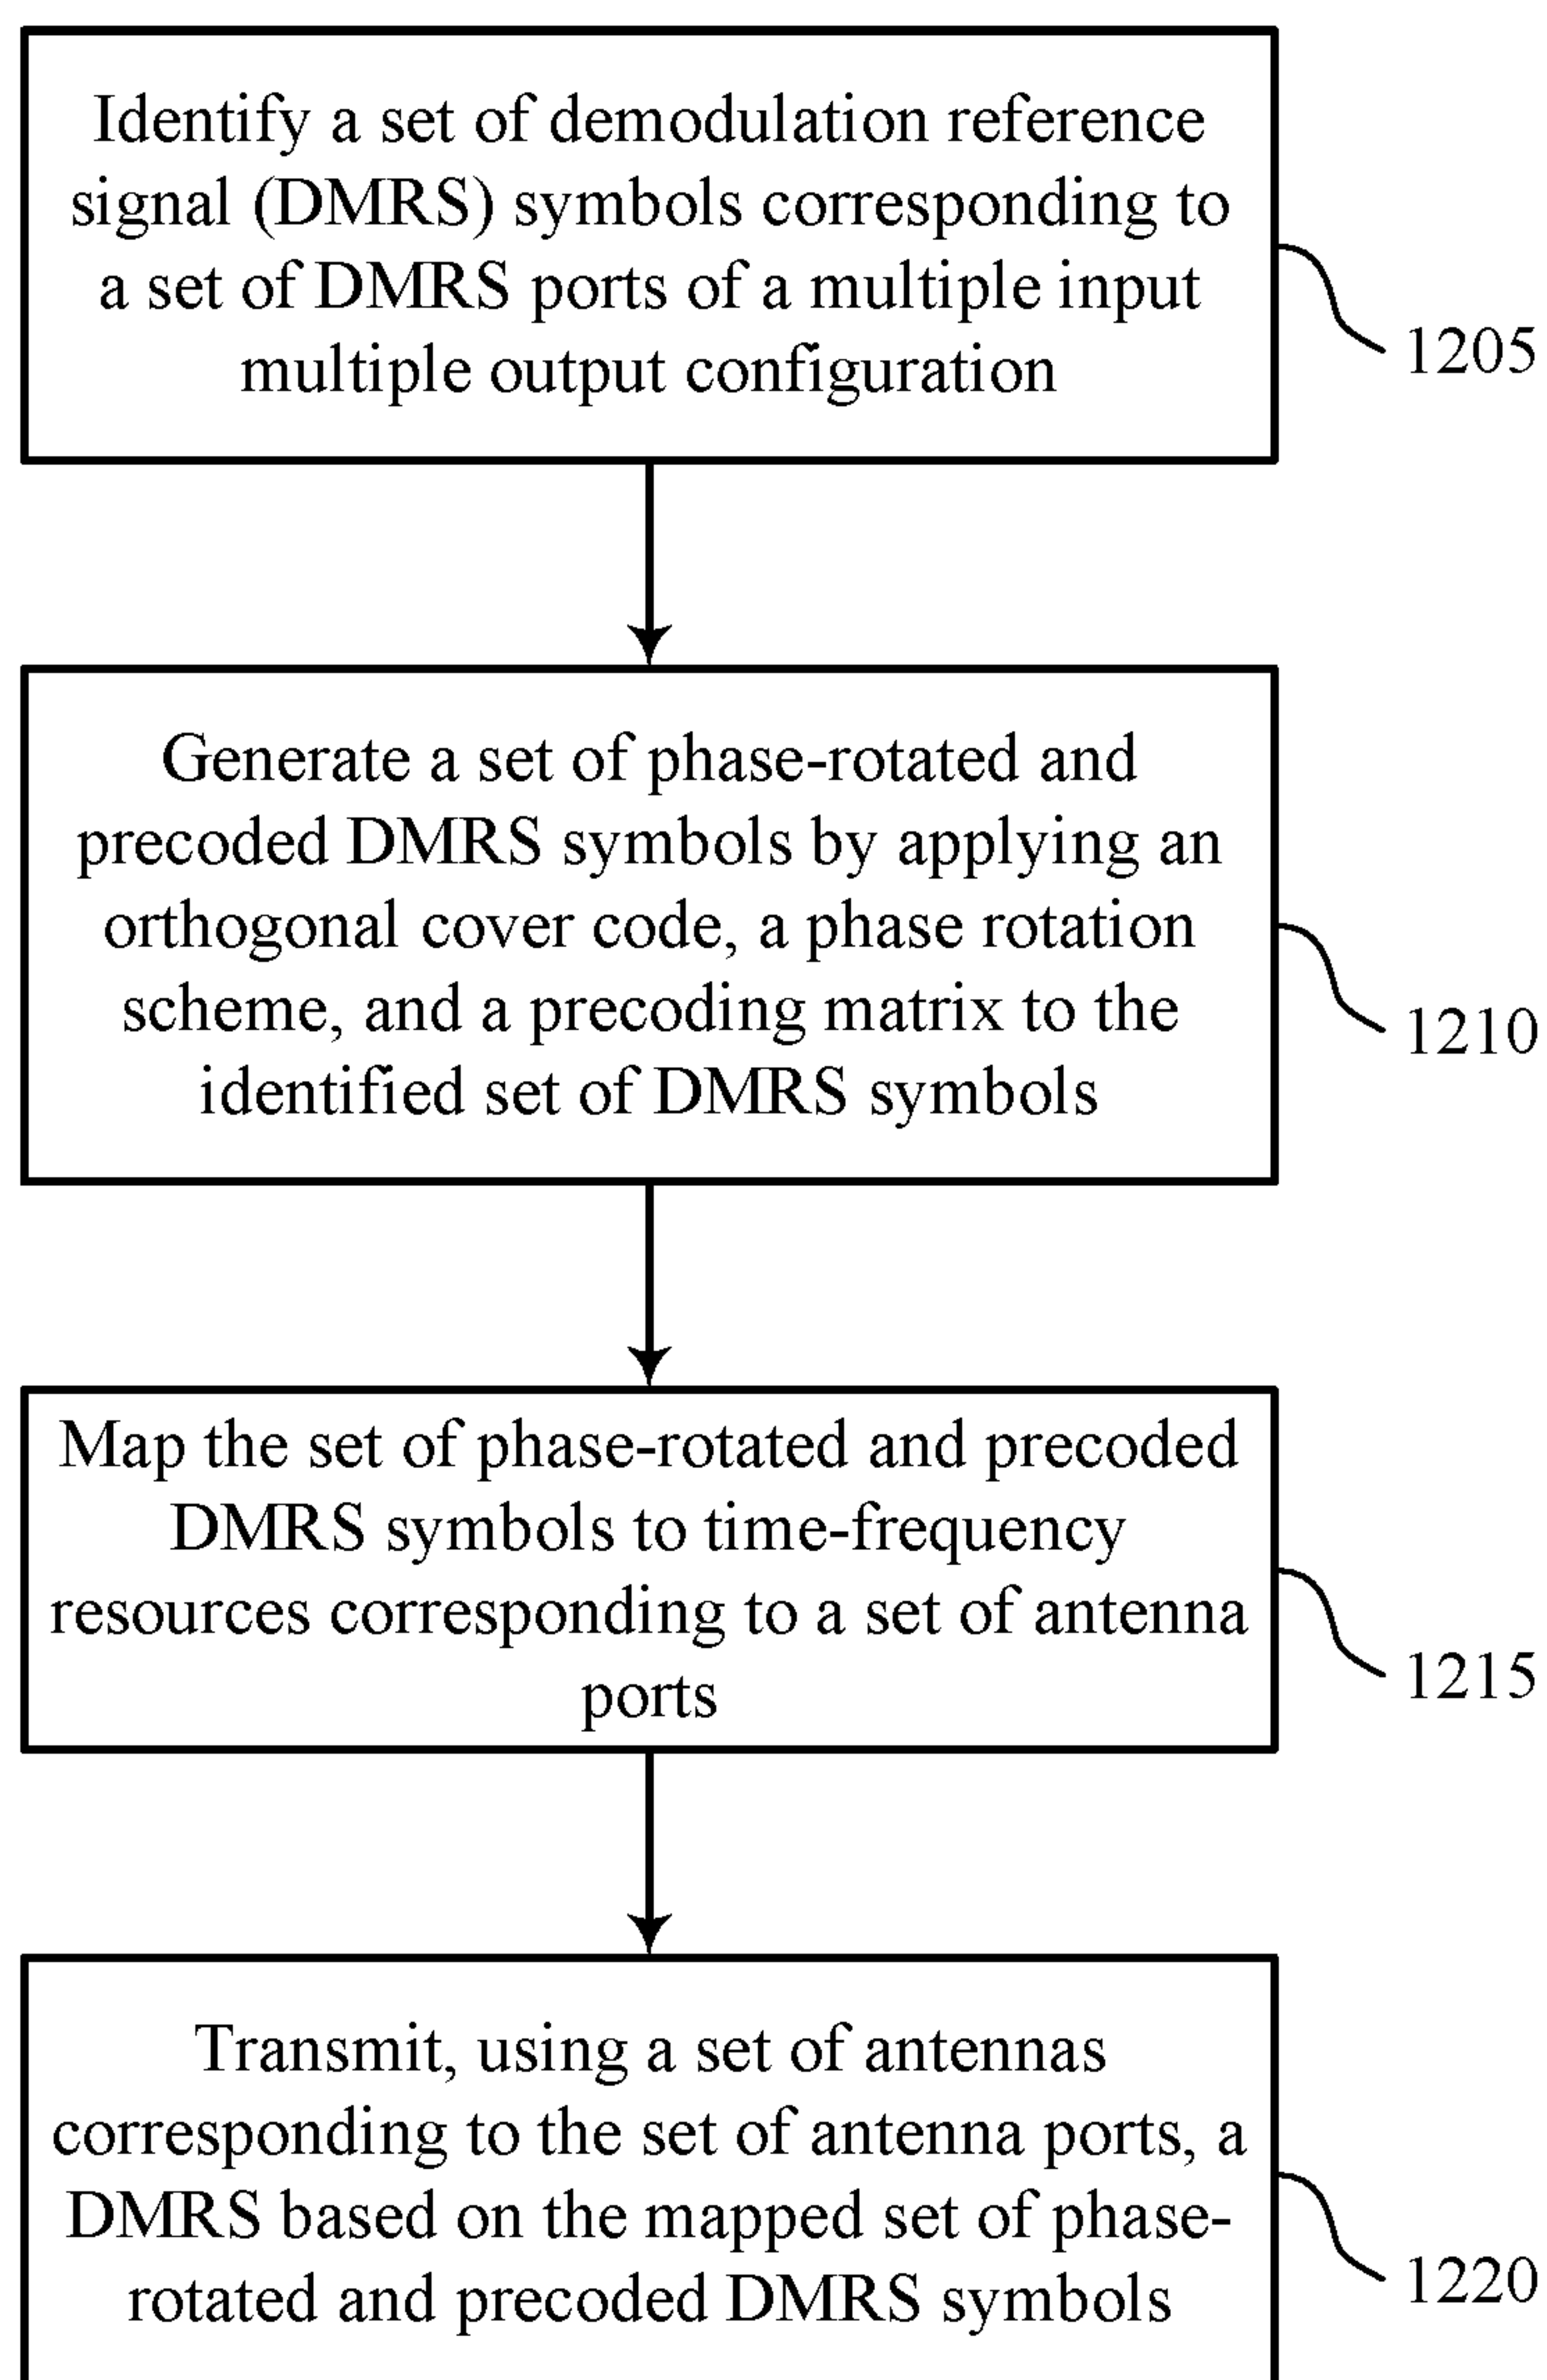 Identify a set of demodulation reference
signal (DMRS) symbols corresponding to
a set of DMRS ports of a multiple input
multiple output configuration
1205
Generate a set of phase-rotated and
precoded DMRS symbols by applying an
orthogonal cover code, a phase rotation
scheme, and a precoding matrix to the
identified set of DMRS symbols
1210
Map the set of phase-rotated and precoded
DMRS symbols to time-frequency
resources corresponding to a set of antenna
ports
1215
Transmit, using a set of antennas
corresponding to the set of antenna ports, a
DMRS based on the mapped set of phase-
rotated and precoded DMRS symbols
1220